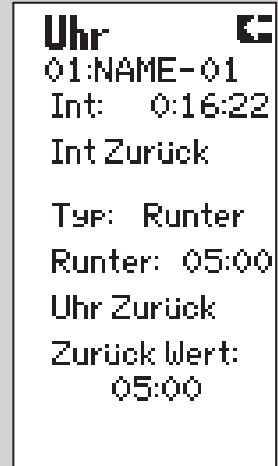 Uhr
01:NAME-01
Int: 0:16:22
Int Zurück
Typ: Runter
Runter: 05:00
Uhr Zurück
Zurück Wert:
05:00